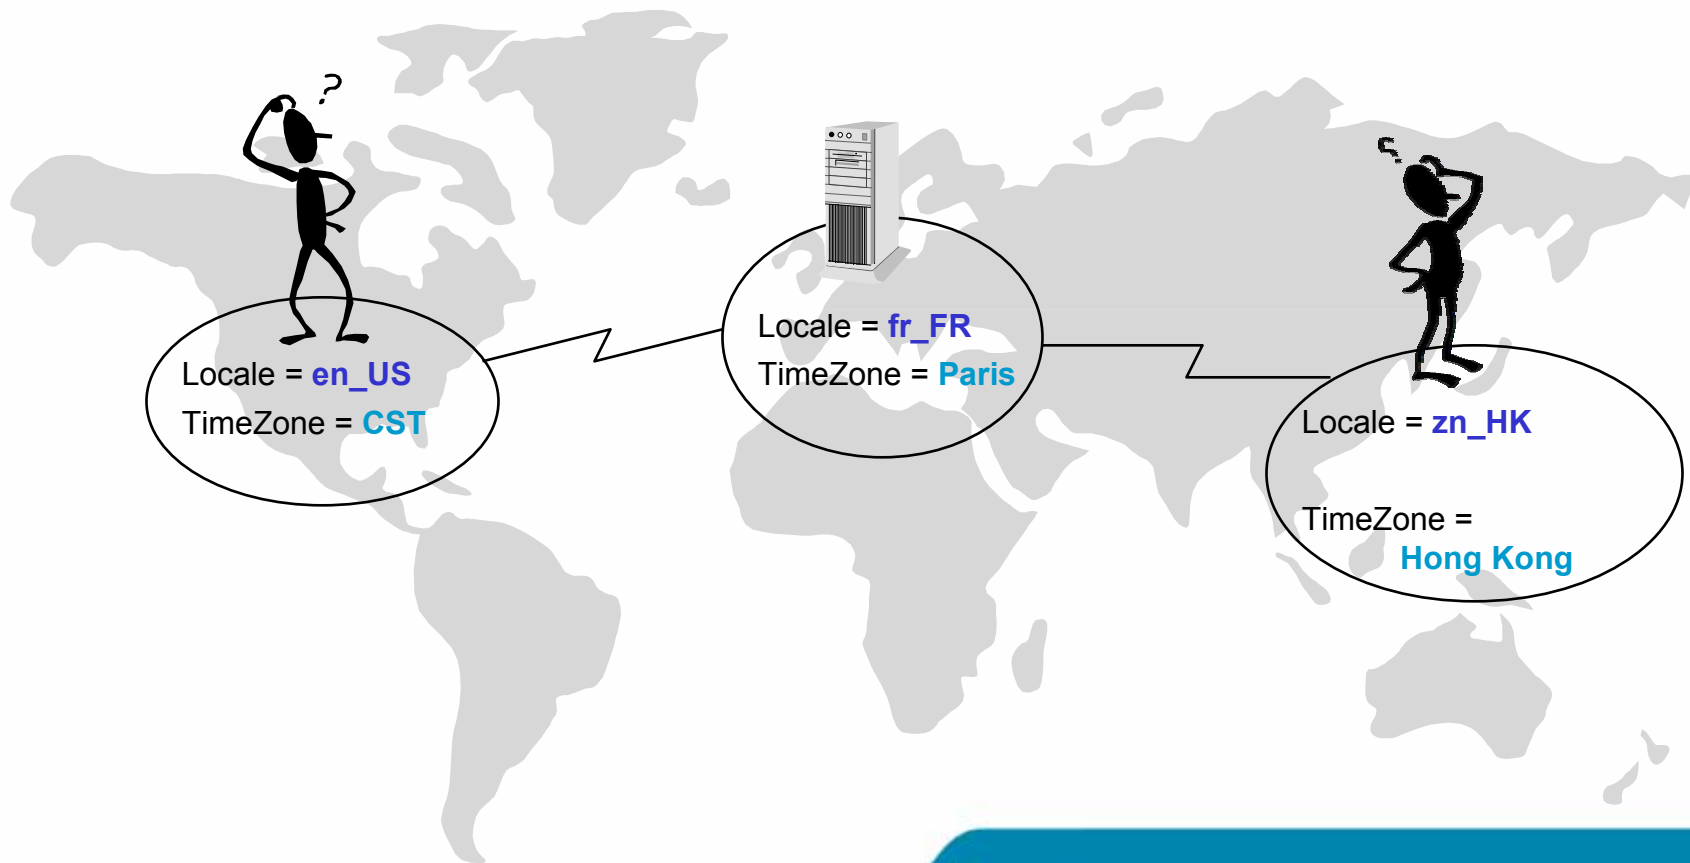 ?
Locale = en_US
TimeZone = CST
Locale = fr_FR
TimeZone = Paris
?
Locale = zn_HK
TimeZone =
Hong Kong